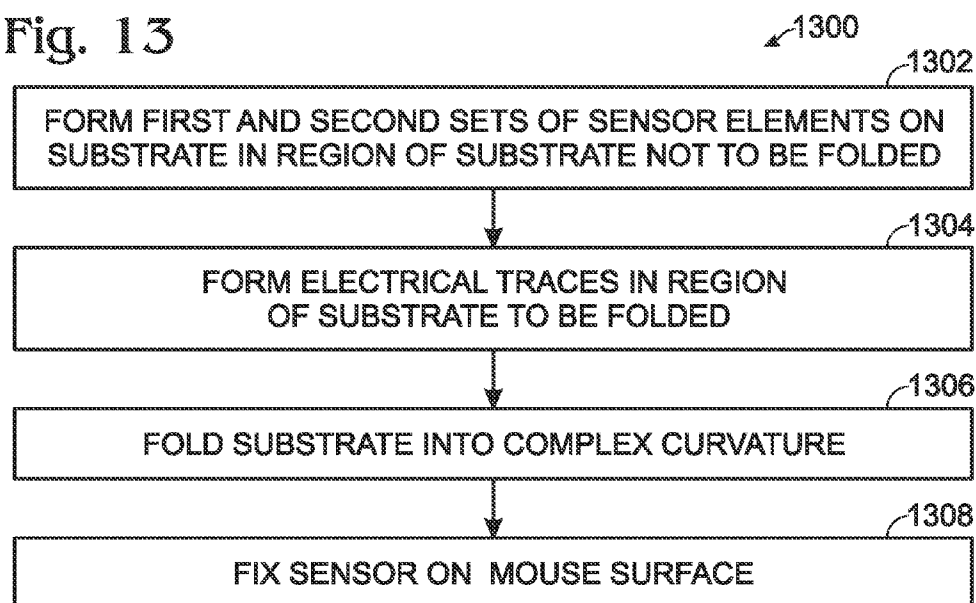 Fig. 13
1300
1302
FORM FIRST AND SECOND SETS OF SENSOR ELEMENTS ON
SUBSTRATE IN REGION OF SUBSTRATE NOT TO BE FOLDED
1304
FORM ELECTRICAL TRACES IN REGION
OF SUBSTRATE TO BE FOLDED
1306
FOLD SUBSTRATE INTO COMPLEX CURVATURE
1308
FIX SENSOR ON MOUSE SURFACE